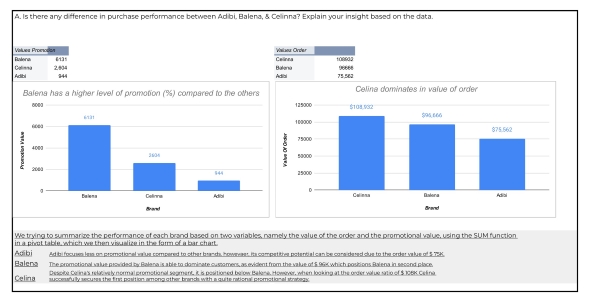 A. Is there any difference in purchase performance between Adibi, Balena, & Celinna? Explain your insight based on the data.
Values Promotion
Balena 6131
Celinna 2,604
Adibi 944
Values Order
Celinna 108932
Balena 96666
Adibi 75,562
Balena has a higher level of promotion (%) compared to the others
8000
6000
4000
2000
0
Promotion Value
6131
2604
944
Balena Celinna Adibi
Brand
Celina dominates in value of order
125000
100000
75000
50000
25000
0
Value Of Order
$108,932
$96,666
$75,562
Celinna Balena Adibi
Brand
We trying to summarize the performance of each brand based on two variables, namely the value of the order and the promotional value, using the SUM function
in a pivot table, which we then visualize in the form of a bar chart.
Adibi Adibi focuses less on promotional value compared to other brands, howeaver, its competitive potential can be considered due to the order value of $ 75K.
Balena The promotional value provided by Balena is able to dominate customers, as evident from the value of $ 96K which positions Balena in second place.
Celina Despite Celina's relatively normal promotional segment, it is positioned below Balena. However, when looking at the order value ratio of $ 108K Celina
successfully secures the first position among other brands with a quite rational promotional strategy.